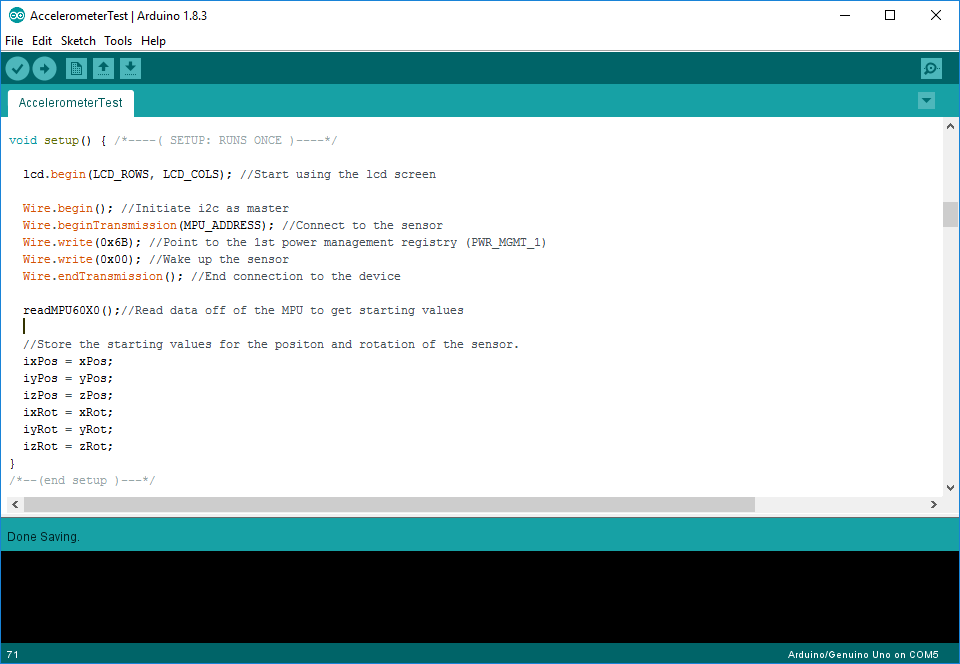 AccelerometerTest | Arduino 1.8.3
File Edit Sketch Tools Help
AccelerometerTest
void setup() { /*----( SETUP: RUNS ONCE )----*/
lcd.begin(LCD_ROWS, LCD_COLS); //Start using the lcd screen
Wire.begin(); //Initiate i2c as master
Wire.beginTransmission(MPU_ADDRESS); //Connect to the sensor
Wire.write(0x6B); //Point to the 1st power management registry (PWR_MGMT_1)
Wire.write(0x00); //Wake up the sensor
Wire.endTransmission(); //End connection to the device
readMPU60X0();//Read data off of the MPU to get starting values
//Store the starting values for the positon and rotation of the sensor.
ixPos = xPos;
iyPos = yPos;
izPos = zPos;
ixRot = xRot;
iyRot = yRot;
izRot = zRot;
}
/*--(end setup )---*/
Done Saving.
71 Arduino/Genuino Uno on COM5